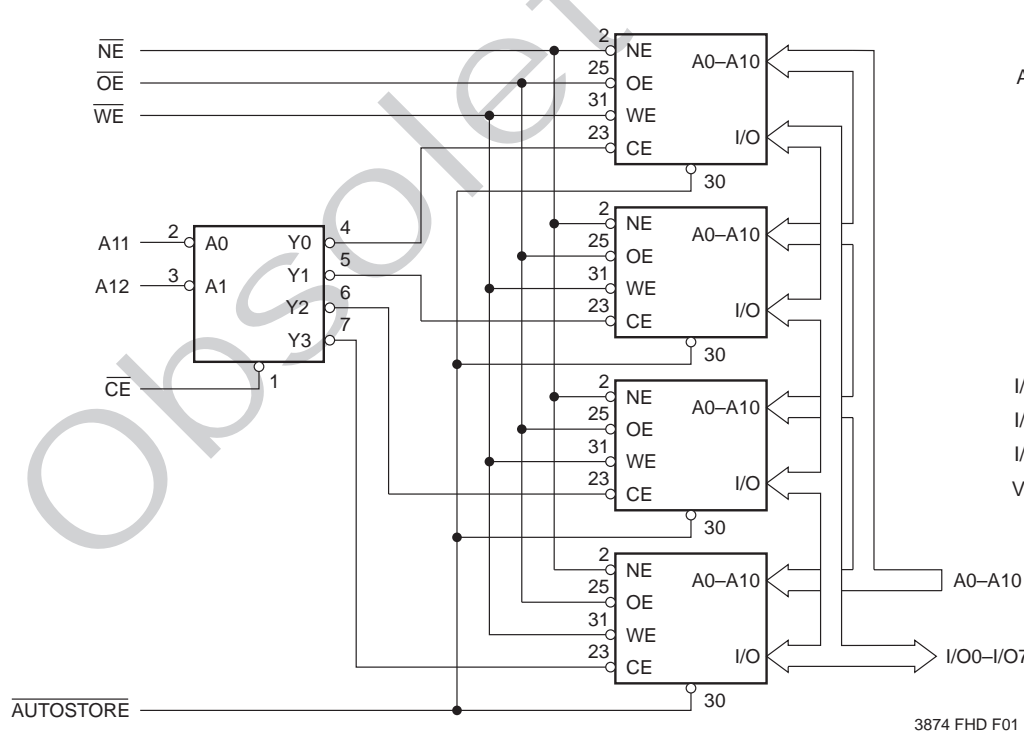 NE
OE
WE
2
NE
25
OE
31
WE
23
CE
A0–A10
I/O
30
A11
A12
2
A0
3
A1
Y0
4
Y1
5
Y2
6
Y3
7
CE
1
2
NE
25
OE
31
WE
23
CE
A0–A10
I/O
30
2
NE
25
OE
31
WE
23
CE
A0–A10
I/O
30
2
NE
25
OE
31
WE
23
CE
A0–A10
I/O
30
AUTOSTORE
A0–A10
I/O0–I/O7
A
I/
I/
I/
V
3874 FHD F01
Obsolet